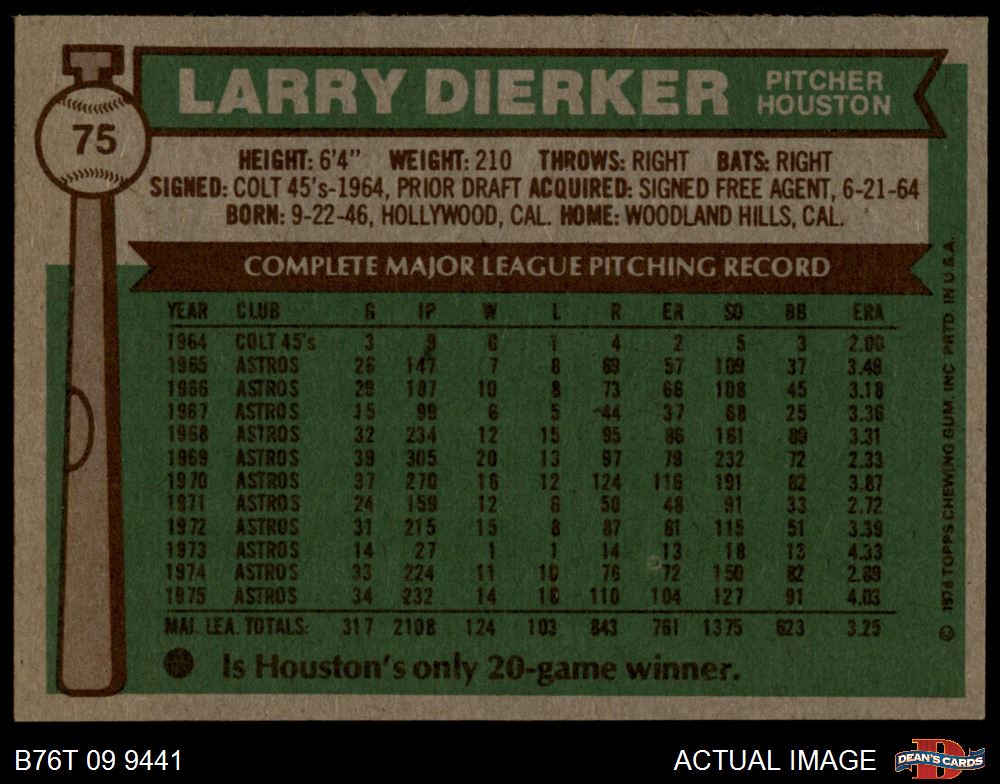 LARRY DIERKER
PITCHER
HOUSTON
75
HEIGHT: 6'4" WEIGHT: 210 THROWS: RIGHT BATS: RIGHT
SIGNED: COLT 45's-1964, PRIOR DRAFT ACQUIRED: SIGNED FREE AGENT, 6-21-64
BORN: 9-22-46, HOLLYWOOD, CAL. HOME: WOODLAND HILLS, CAL.
COMPLETE MAJOR LEAGUE PITCHING RECORD
YEAR CLUB G IP W L R ER SO BB ERA
1964 COLT 45's 3 9 0 1 4 2 5 3 2.00
1965 ASTROS 26 147 7 8 69 57 109 37 3.49
1966 ASTROS 29 187 10 8 73 66 108 45 3.18
1967 ASTROS 15 99 6 5 44 37 68 25 3.36
1968 ASTROS 32 234 12 15 95 86 161 89 3.31
1969 ASTROS 39 305 20 13 97 79 232 72 2.33
1970 ASTROS 37 270 16 12 124 116 191 82 3.87
1971 ASTROS 24 159 12 6 50 48 91 33 2.72
1972 ASTROS 31 215 15 8 87 81 115 51 3.39
1973 ASTROS 14 27 1 1 14 13 18 13 4.33
1974 ASTROS 33 224 11 10 76 72 150 82 2.89
1975 ASTROS 34 232 14 16 110 104 127 91 4.03
MAJ. LEA. TOTALS: 317 2108 124 103 843 761 1375 623 3.25
Is Houston's only 20-game winner.
© 1976 TOPPS CHEWING GUM, INC PRTD. IN U.S.A.
B76T 09 9441
ACTUAL IMAGE
D
DEAN'S CARDS